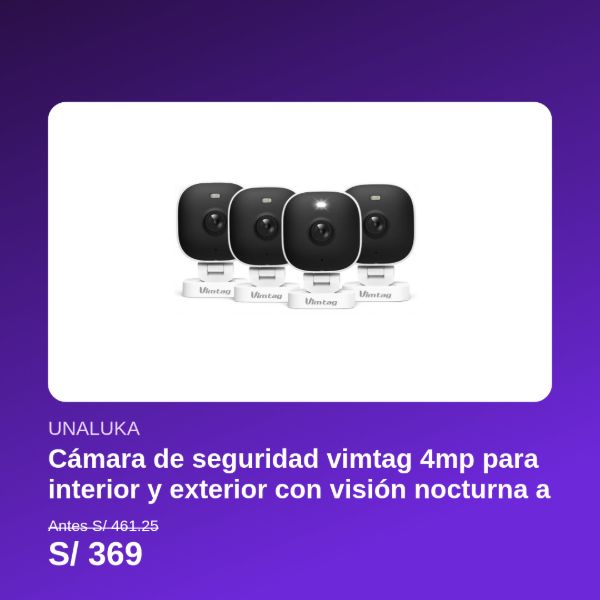 Vimtag Vimtag Vimtag Vimtag
UNALUKA
Cámara de seguridad vimtag 4mp para
interior y exterior con visión nocturna a
Antes S/ 461.25
S/ 369